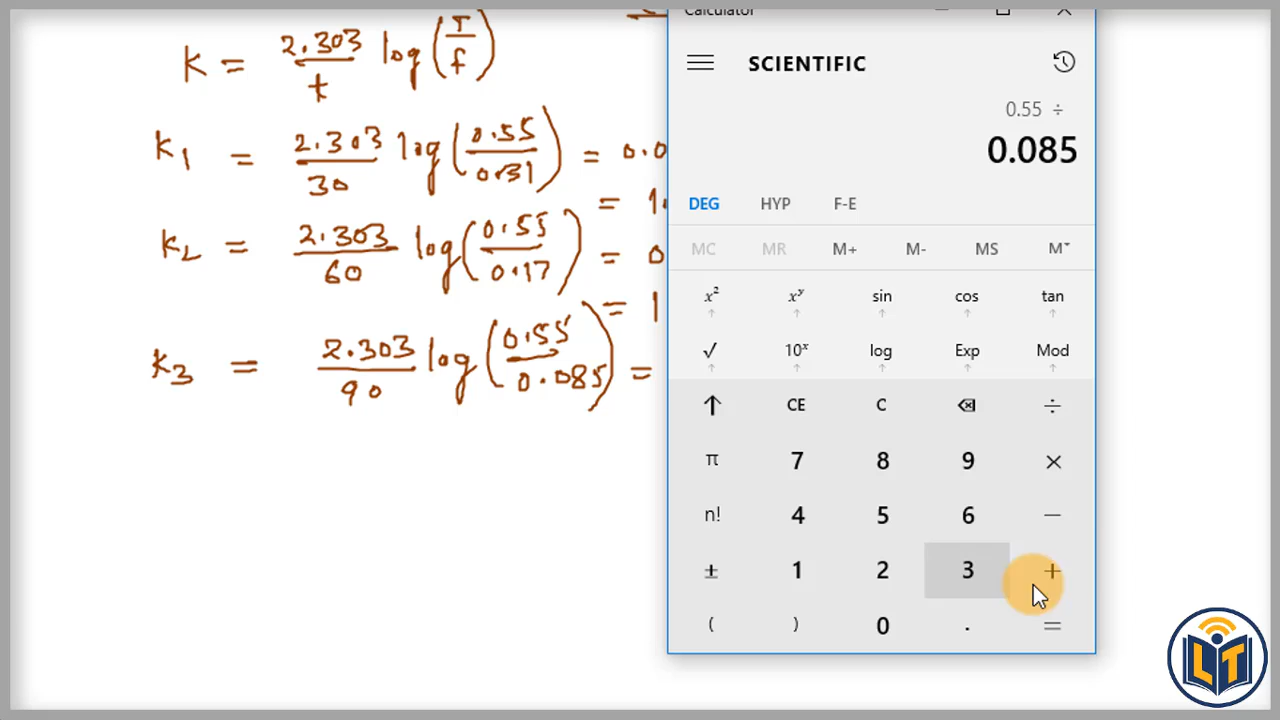 K = 2.303/t log(T/f)
K1 = 2.303/30 log(0.55/0.31) = 0.0
= 1.
K2 = 2.303/60 log(0.55/0.17) = 0
= 1
K3 = 2.303/90 log(0.55/0.085) =
Calculator
SCIENTIFIC
0.55 ÷
0.085
DEG HYP F-E
MC MR M+ M- MS M˅
x² xʸ sin cos tan
√ 10ˣ log Exp Mod
↑ CE C ⌫ ÷
π 7 8 9 ×
n! 4 5 6 −
± 1 2 3 +
( ) 0 . =
LT